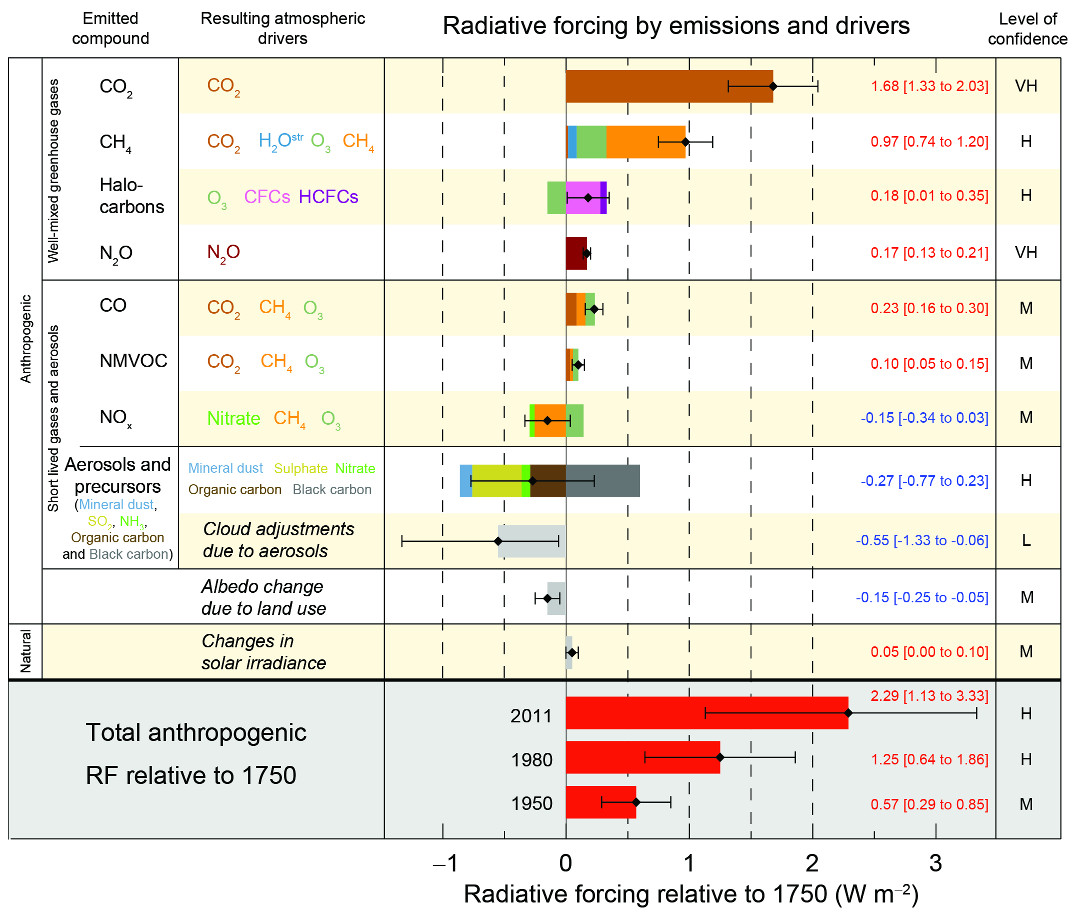 Emitted compound
Resulting atmospheric drivers
Radiative forcing by emissions and drivers
Level of confidence
Anthropogenic
Well-mixed greenhouse gases
CO₂
CO₂
1.68 [1.33 to 2.03]
VH
CH₄
CO₂ H₂Oˢᵗʳ O₃ CH₄
0.97 [0.74 to 1.20]
H
Halo-
carbons
O₃ CFCs HCFCs
0.18 [0.01 to 0.35]
H
N₂O
N₂O
0.17 [0.13 to 0.21]
VH
Short lived gases and aerosols
CO
CO₂ CH₄ O₃
0.23 [0.16 to 0.30]
M
NMVOC
CO₂ CH₄ O₃
0.10 [0.05 to 0.15]
M
NOₓ
Nitrate CH₄ O₃
-0.15 [-0.34 to 0.03]
M
Aerosols and
precursors
(Mineral dust,
SO₂, NH₃,
Organic carbon
and Black carbon)
Mineral dust Sulphate Nitrate
Organic carbon Black carbon
-0.27 [-0.77 to 0.23]
H
Cloud adjustments
due to aerosols
-0.55 [-1.33 to -0.06]
L
Albedo change
due to land use
-0.15 [-0.25 to -0.05]
M
Natural
Changes in
solar irradiance
0.05 [0.00 to 0.10]
M
Total anthropogenic
RF relative to 1750
2011
2.29 [1.13 to 3.33]
H
1980
1.25 [0.64 to 1.86]
H
1950
0.57 [0.29 to 0.85]
M
−1 0 1 2 3
Radiative forcing relative to 1750 (W m⁻²)